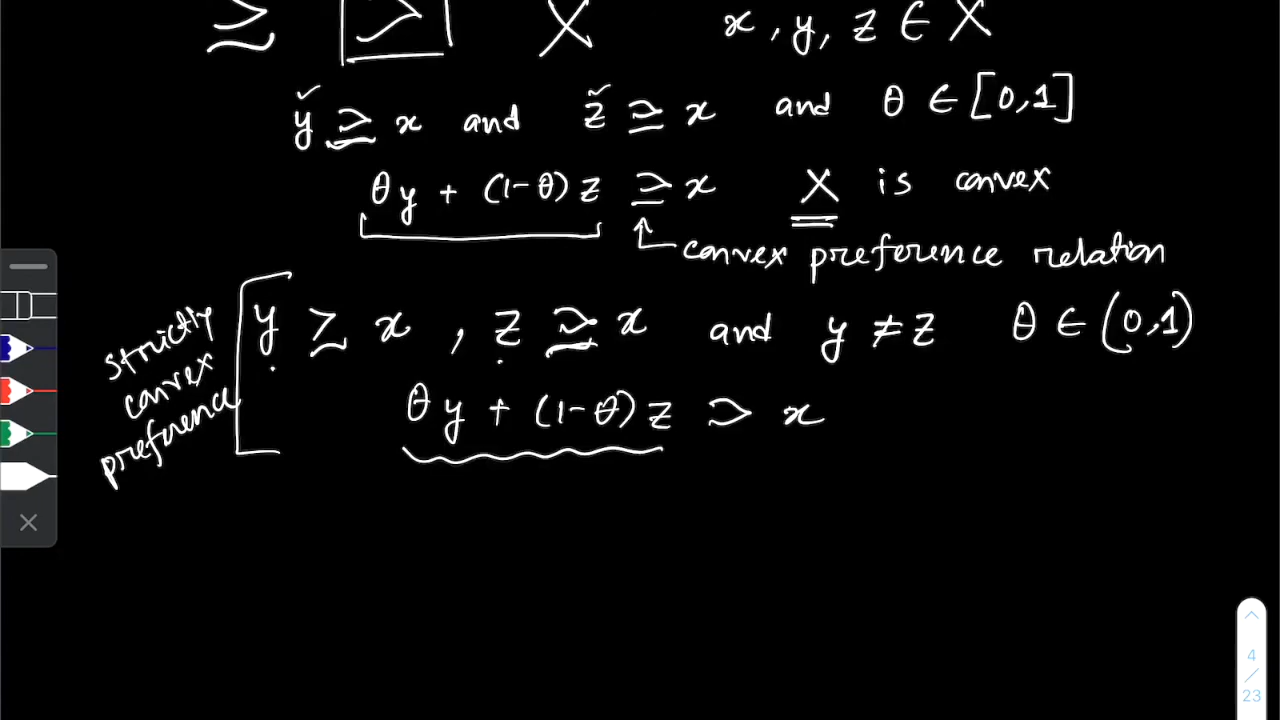 ≿ ≻ X x, y, z ∈ X
y ≿ x and z ≿ x and θ ∈ [0,1]
θy + (1-θ)z ≿ x X is convex
convex preference relation
strictly convex preference
y ≿ x , z ≿ x and y ≠ z θ ∈ (0,1)
θy + (1-θ)z ≻ x
4
/
23